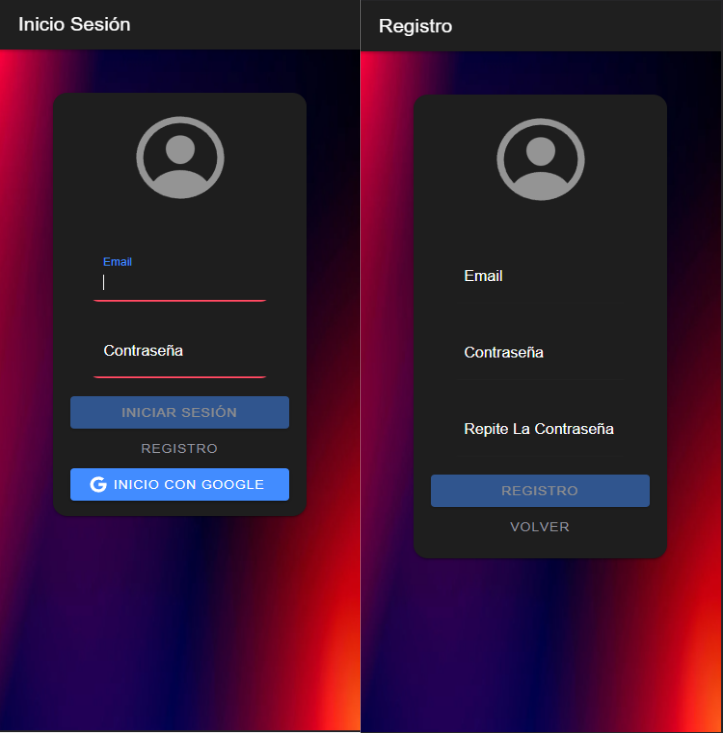 Inicio Sesión
Email
Contraseña
INICIAR SESIÓN
REGISTRO
G INICIO CON GOOGLE
Registro
Email
Contraseña
Repite La Contraseña
REGISTRO
VOLVER